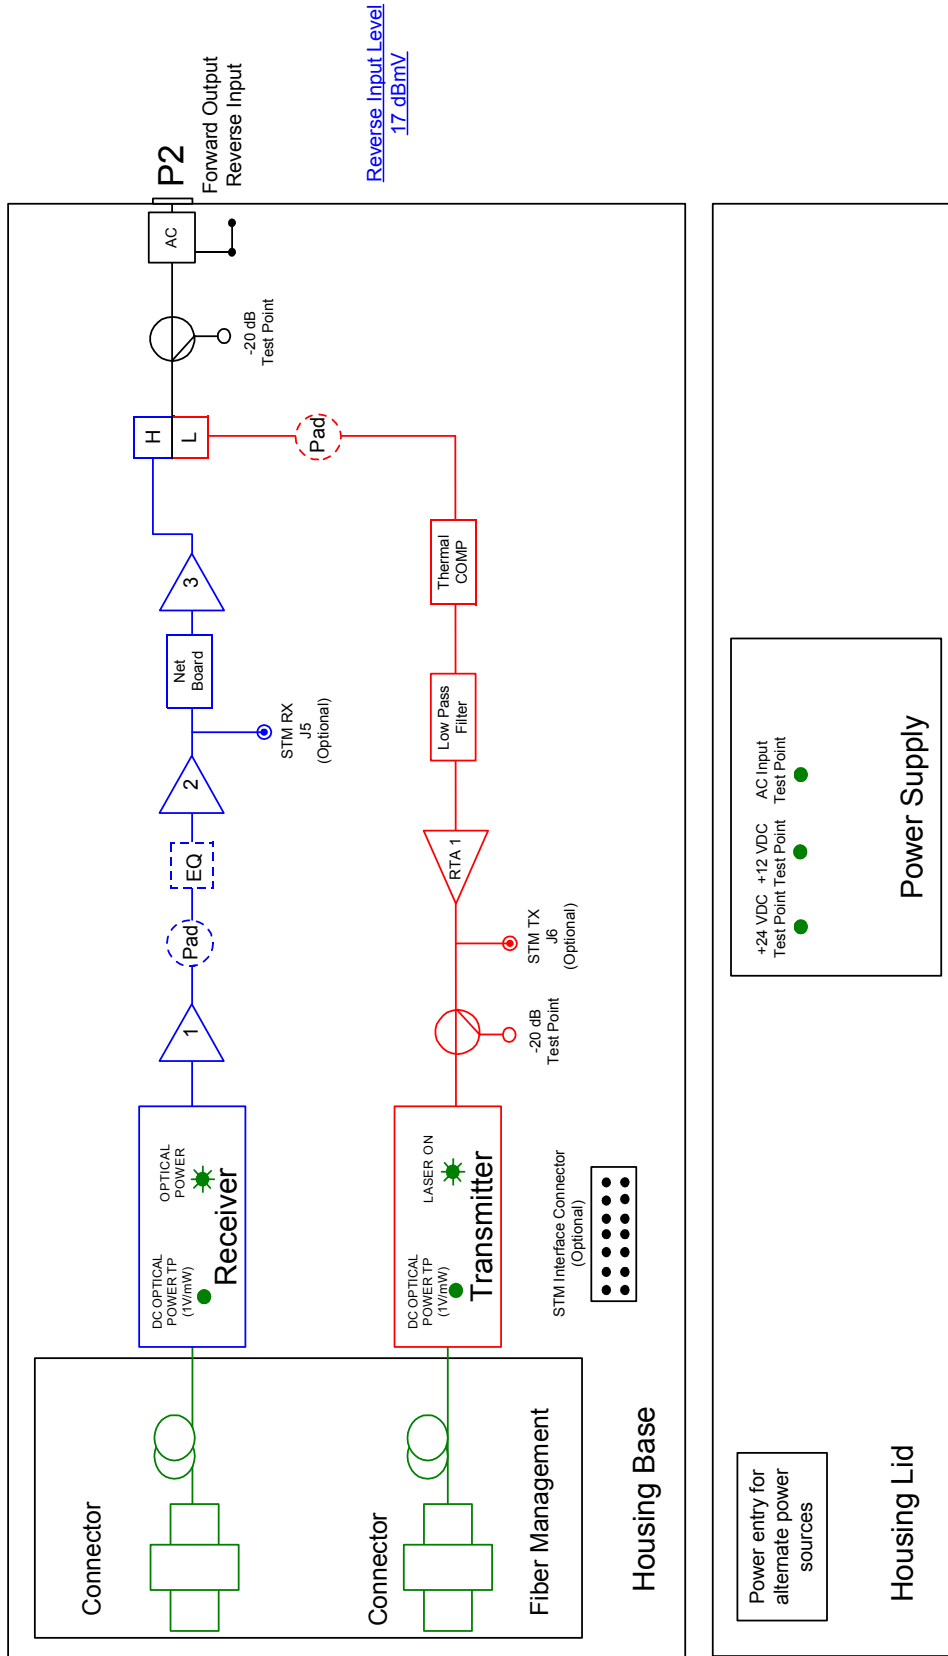 Connector
DC OPTICAL
POWER TP
(1V/mW)
OPTICAL
POWER
Receiver
1
Pad
EQ
2
STM RX
J5
(Optional)
Net
Board
3
H
L
-20 dB
Test Point
AC
P2
Forward Output
Reverse Input
Reverse Input Level
17 dBmV
Connector
Fiber Management
DC OPTICAL
POWER TP
(1V/mW)
LASER ON
Transmitter
-20 dB
Test Point
STM TX
J6
(Optional)
RTA 1
Low Pass
Filter
Thermal
COMP
Pad
STM Interface Connector
(Optional)
Housing Base
Power entry for
alternate power
sources
Housing Lid
+24 VDC
Test Point
+12 VDC
Test Point
AC Input
Test Point
Power Supply